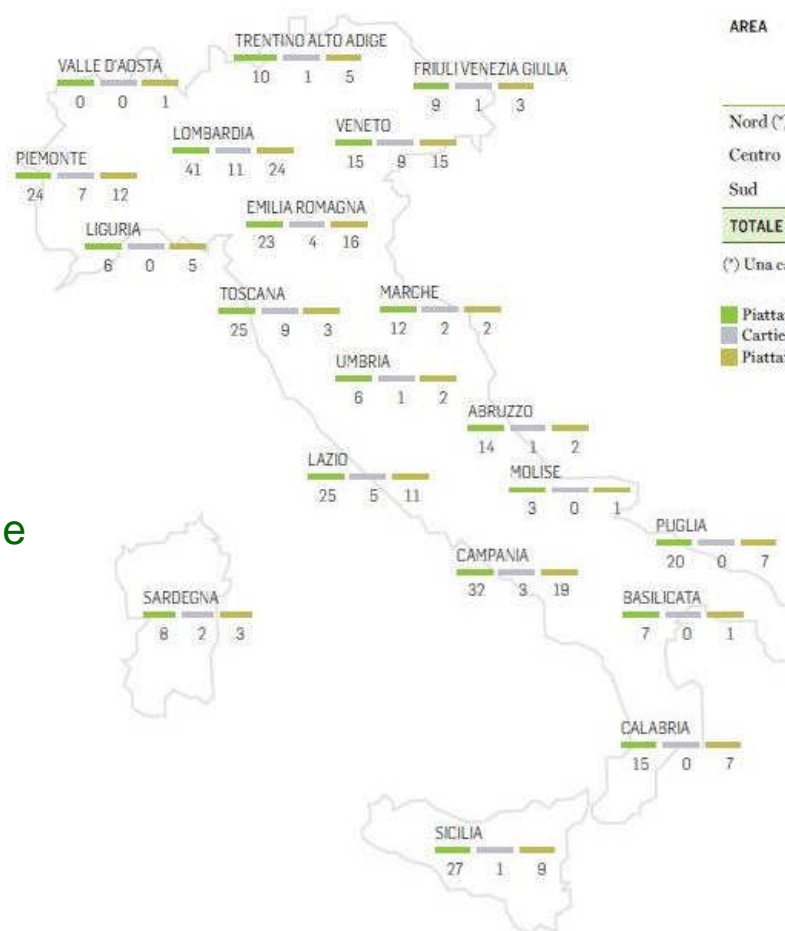 TRENTINO ALTO ADIGE
10 1 5
VALLE D'AOSTA
0 0 1
FRIULI VENEZIA GIULIA
9 1 3
LOMBARDIA
41 11 24
VENETO
15 9 15
PIEMONTE
24 7 12
EMILIA ROMAGNA
23 4 16
LIGURIA
6 0 5
TOSCANA
25 9 3
MARCHE
12 2 2
UMBRIA
6 1 2
ABRUZZO
14 1 2
LAZIO
25 5 11
MOLISE
3 0 1
PUGLIA
20 0 7
CAMPANIA
32 3 19
BASILICATA
7 0 1
SARDEGNA
8 2 3
CALABRIA
15 0 7
SICILIA
27 1 9
e
AREA
Nord (*)
Centro
Sud
TOTALE
(*) Una